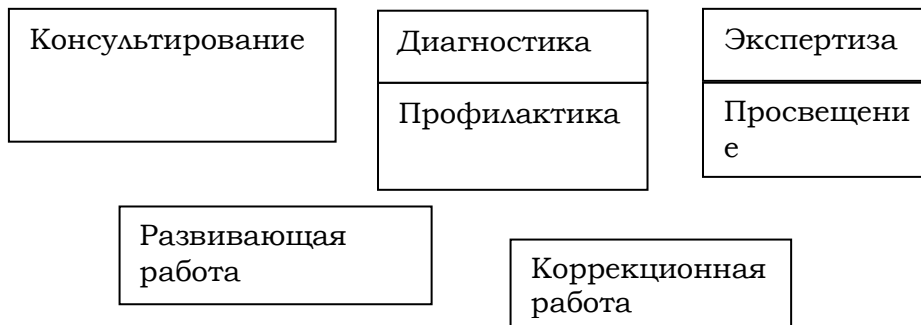 Консультирование
Диагностика
Экспертиза
Профилактика
Просвещени
е
Развивающая
работа
Коррекционная
работа